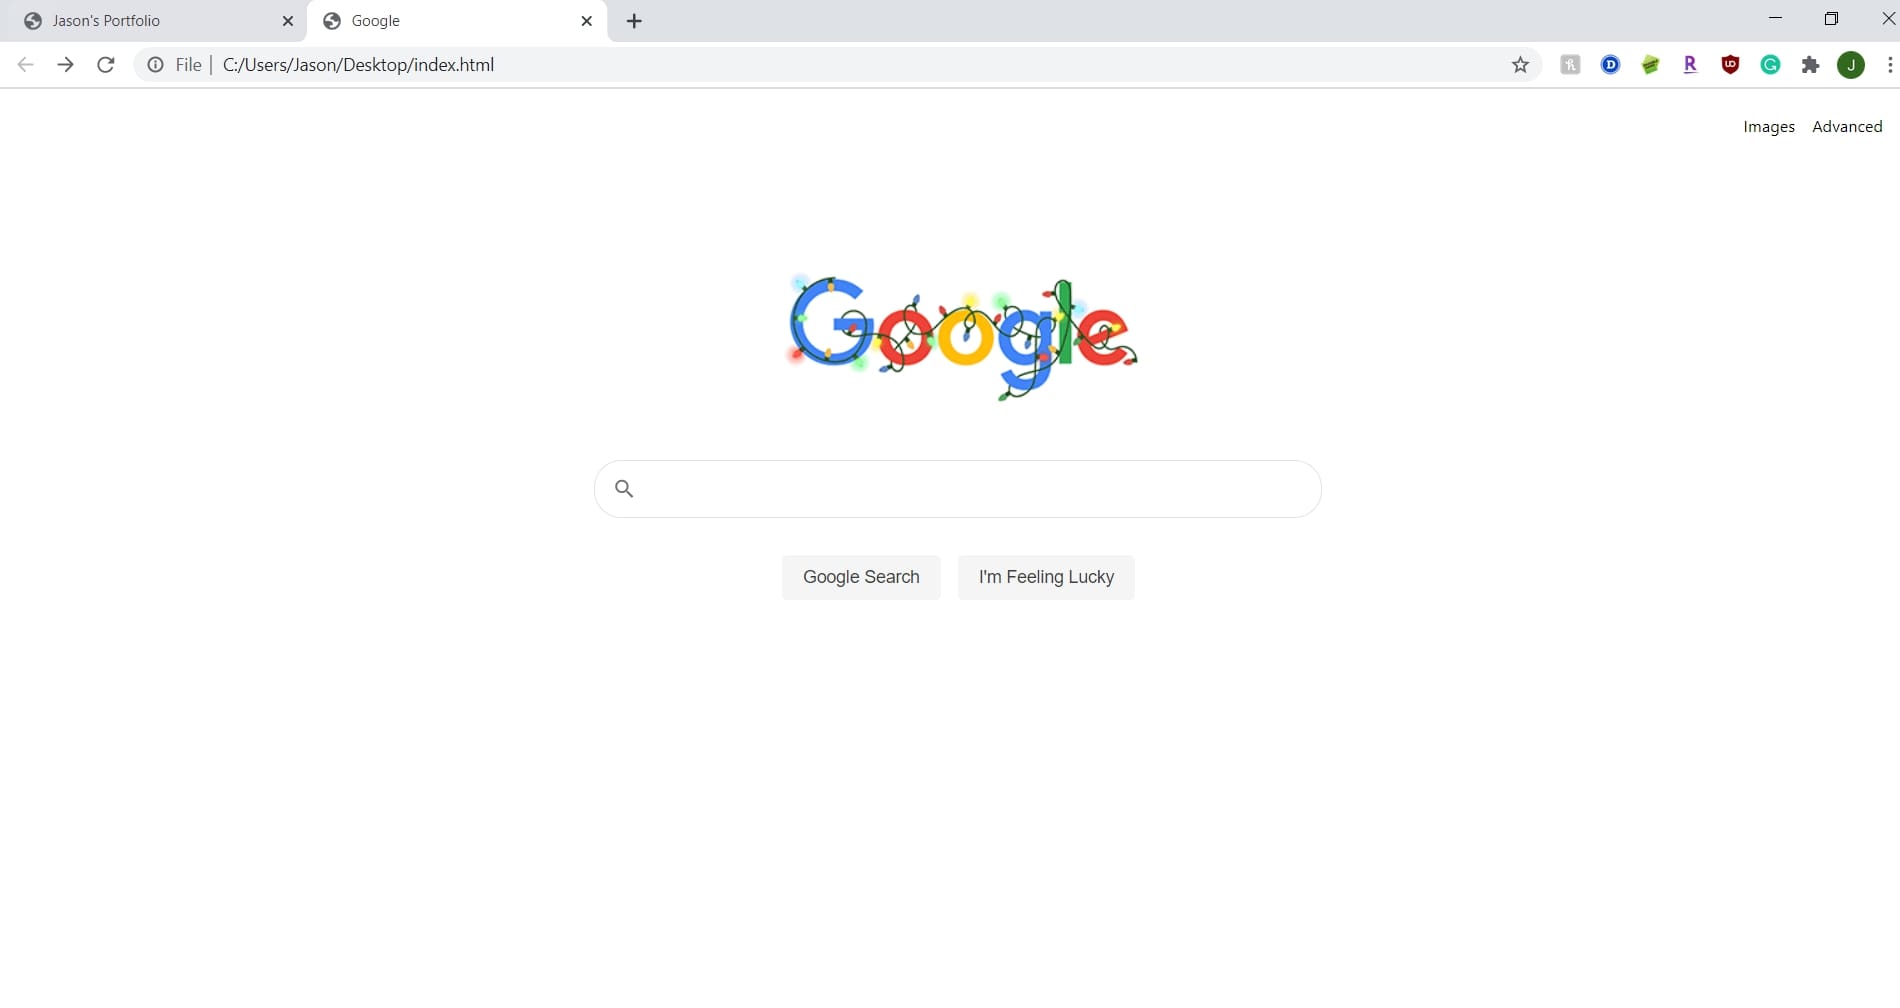 Jason's Portfolio
Google
File | C:/Users/Jason/Desktop/index.html
J
Images Advanced
Google
Google Search
I'm Feeling Lucky